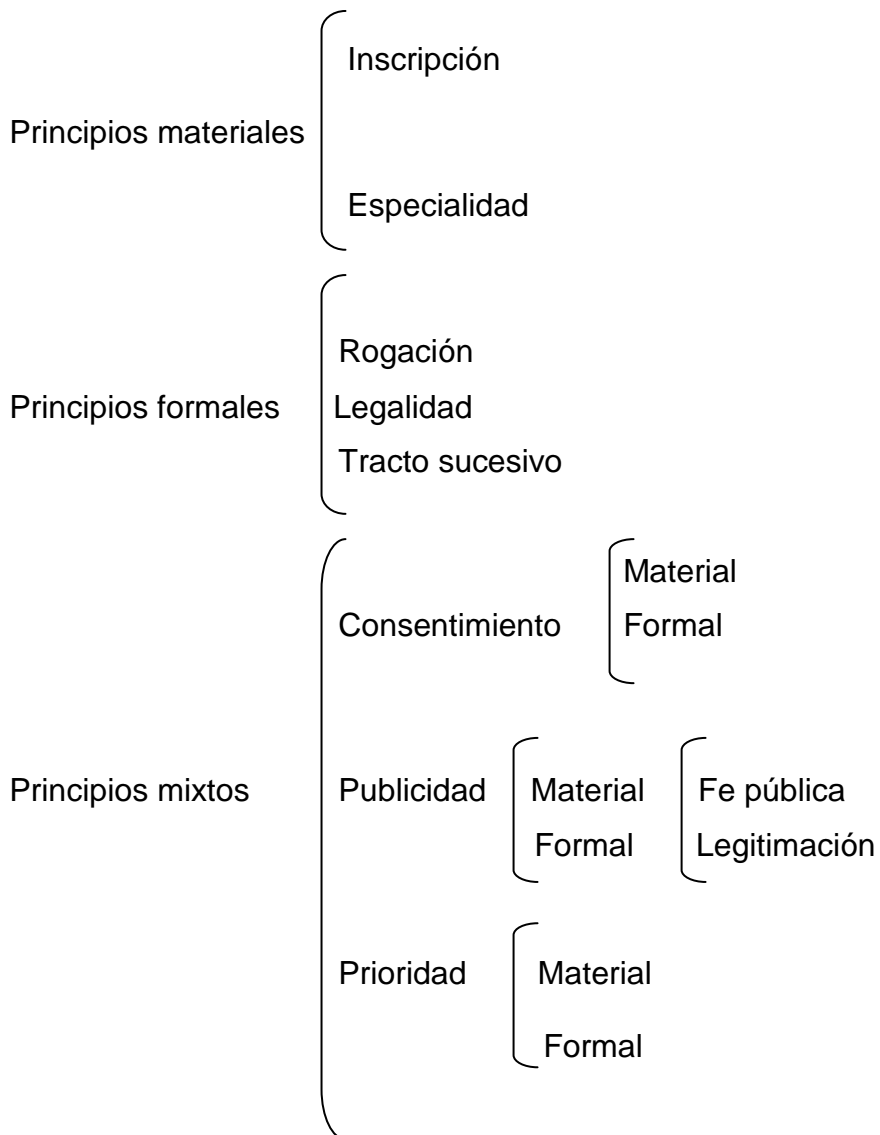 Inscripción
Principios materiales
Especialidad
Rogación
Principios formales Legalidad
Tracto sucesivo
Material
Consentimiento Formal
Principios mixtos Publicidad Material Fe pública
Formal Legitimación
Prioridad Material
Formal